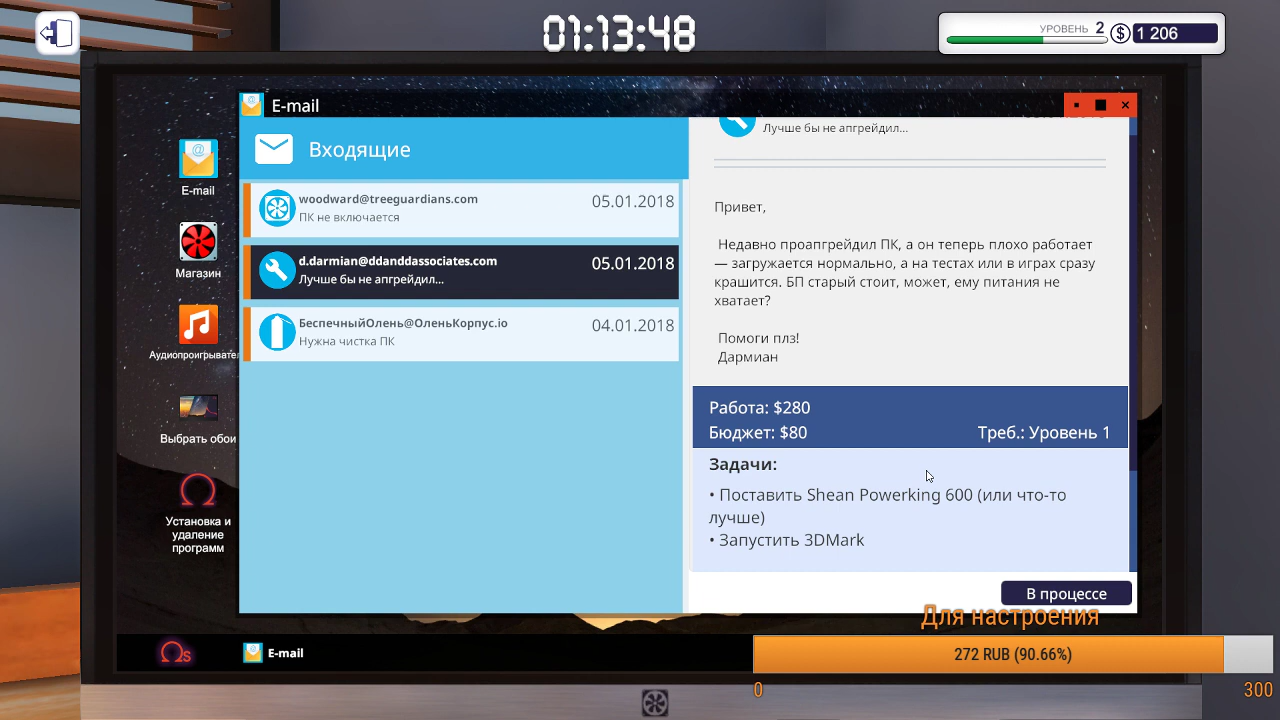 01:13:48
УРОВЕНЬ 2
$ 1 206
E-mail
E-mail
Магазин
Аудиопроигрывате
Выбрать обои
Установка и
удаление
программ
Входящие
woodward@treeguardians.com
05.01.2018
ПК не включается
d.darmian@ddanddassociates.com
05.01.2018
Лучше бы не апгрейдил...
БеспечныйОлень@ОленьКорпус.io
04.01.2018
Нужна чистка ПК
Лучше бы не апгрейдил...
Привет,
Недавно проапгрейдил ПК, а он теперь плохо работает
— загружается нормально, а на тестах или в играх сразу
крашится. БП старый стоит, может, ему питания не
хватает?
Помоги плз!
Дармиан
Работа: $280
Бюджет: $80
Треб.: Уровень 1
Задачи:
• Поставить Shean Powerking 600 (или что-то
лучше)
• Запустить 3DMark
В процессе
Для настроения
272 RUB (90.66%)
0
300
Ωs
E-mail